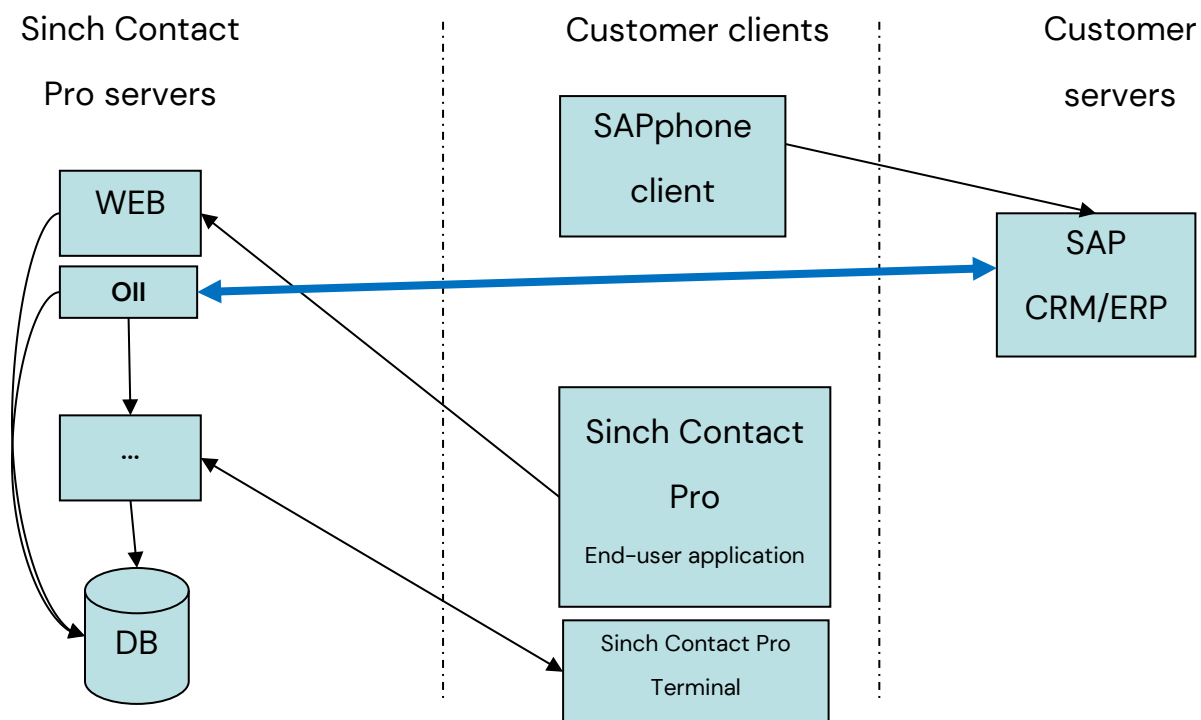 Sinch Contact
Pro servers
Customer clients
Customer
servers
SAPphone
client
WEB
OII
SAP
CRM/ERP
...
Sinch Contact
Pro
End-user application
DB
Sinch Contact Pro
Terminal